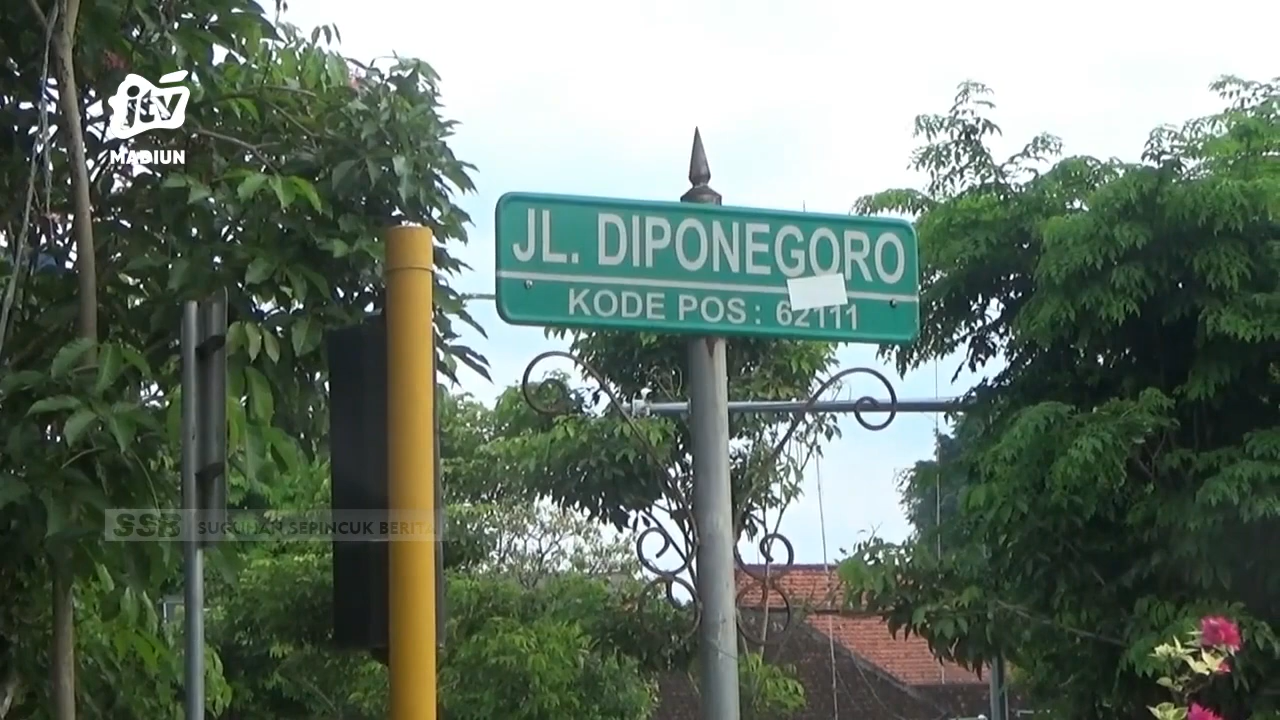 jtv
MADIUN
JL. DIPONEGORO
KODE POS : 62111
SSB | SUGUHAN SEPINCUK BERITA